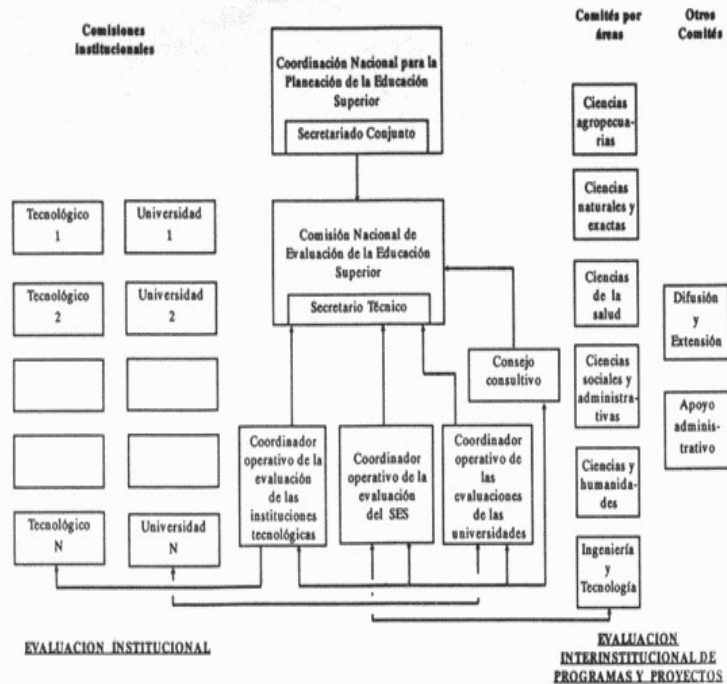 Comisiones
institucionales
Coordinación Nacional para la
Planeación de la Educación
Superior
Secretariado Conjunto
Comités por
áreas
Otros
Comités
Ciencias
agropecua-
rias
Ciencias
naturales y
exactas
Ciencias
de la
salud
Ciencias
sociales y
administra-
tivas
Ciencias y
humanida-
des
Ingeniería
y
Tecnología
Difusión
y
Extensión
Apoyo
adminis-
trativo
Tecnológico
1
Universidad
1
Tecnológico
2
Universidad
2
Tecnológico
N
Universidad
N
Comisión Nacional de
Evaluación de la Educación
Superior
Secretario Técnico
Consejo
consultivo
Coordinador
operativo de la
evaluación
de las
instituciones
tecnológicas
Coordinador
operativo de la
evaluación
del SES
Coordinador
operativo de
las
evaluaciones
de las
universidades
EVALUACION INSTITUCIONAL
EVALUACION
INTERINSTITUCIONAL DE
PROGRAMAS Y PROYECTOS